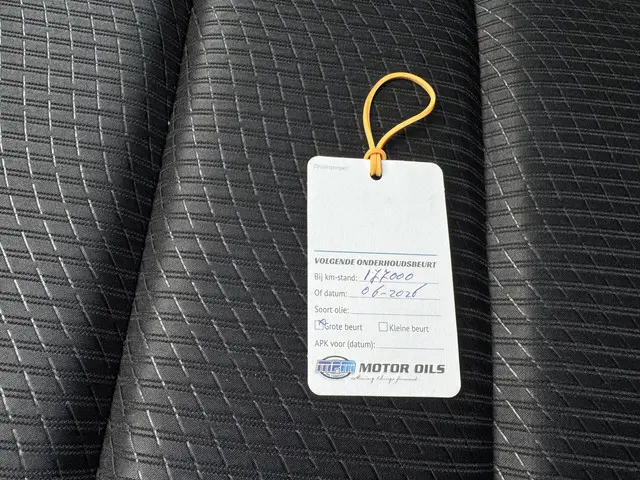 VOLGENDE ONDERHOUDSBEURT
Bij km-stand: 177000
Of datum: 06-2026
Soort olie:
Grote beurt Kleine beurt
APK voor (datum):
MOTOR OILS